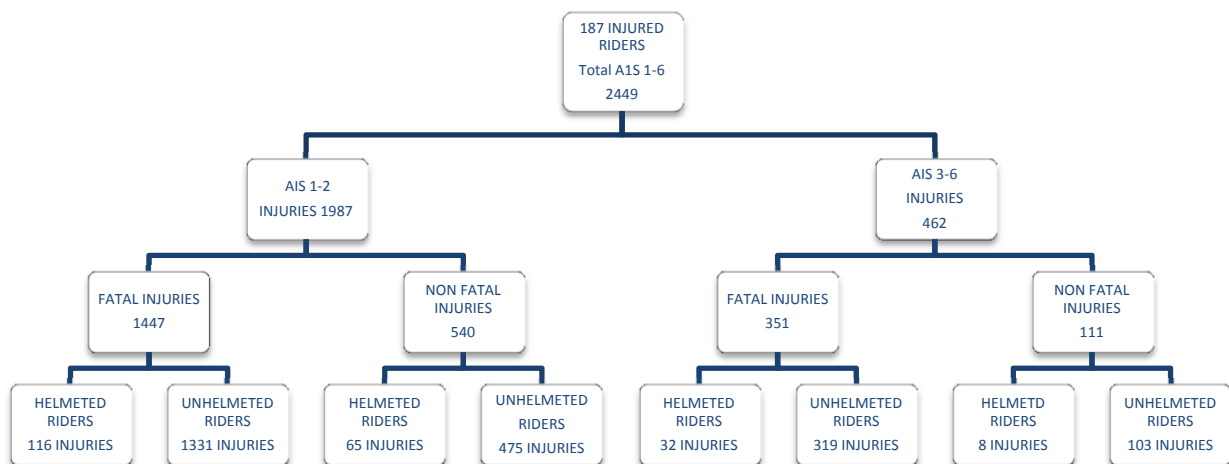 187 INJURED
RIDERS
Total A1S 1-6
2449
AIS 1-2
INJURIES 1987
AIS 3-6
INJURIES
462
FATAL INJURIES
1447
NON FATAL
INJURIES
540
FATAL INJURIES
351
NON FATAL
INJURIES
111
HELMETED
RIDERS
116 INJURIES
UNHELMETED
RIDERS
1331 INJURIES
HELMETED
RIDERS
65 INJURIES
UNHELMETED
RIDERS
475 INJURIES
HELMETED
RIDERS
32 INJURIES
UNHELMETED
RIDERS
319 INJURIES
HELMETD
RIDERS
8 INJURIES
UNHELMETED
RIDERS
103 INJURIES